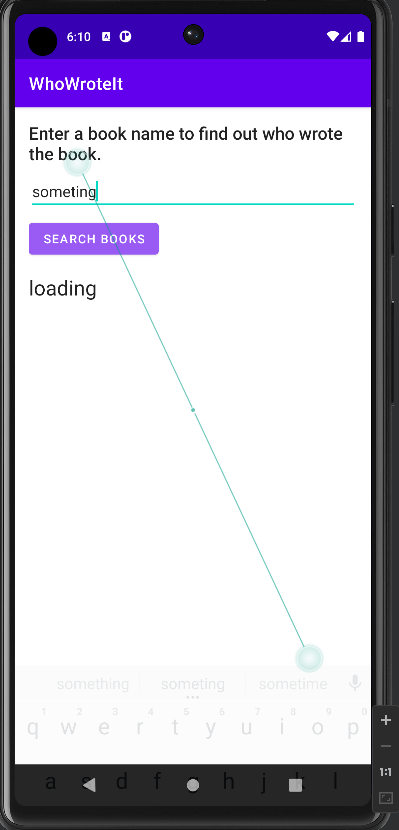 6:10
WhoWroteIt
Enter a book name to find out who wrote
the book.
someting
SEARCH BOOKS
loading
something someting sometime
1 2 3 4 5 6 7 8 9 0
q w e r t y u i o p
a s d f g h j k l
1:1